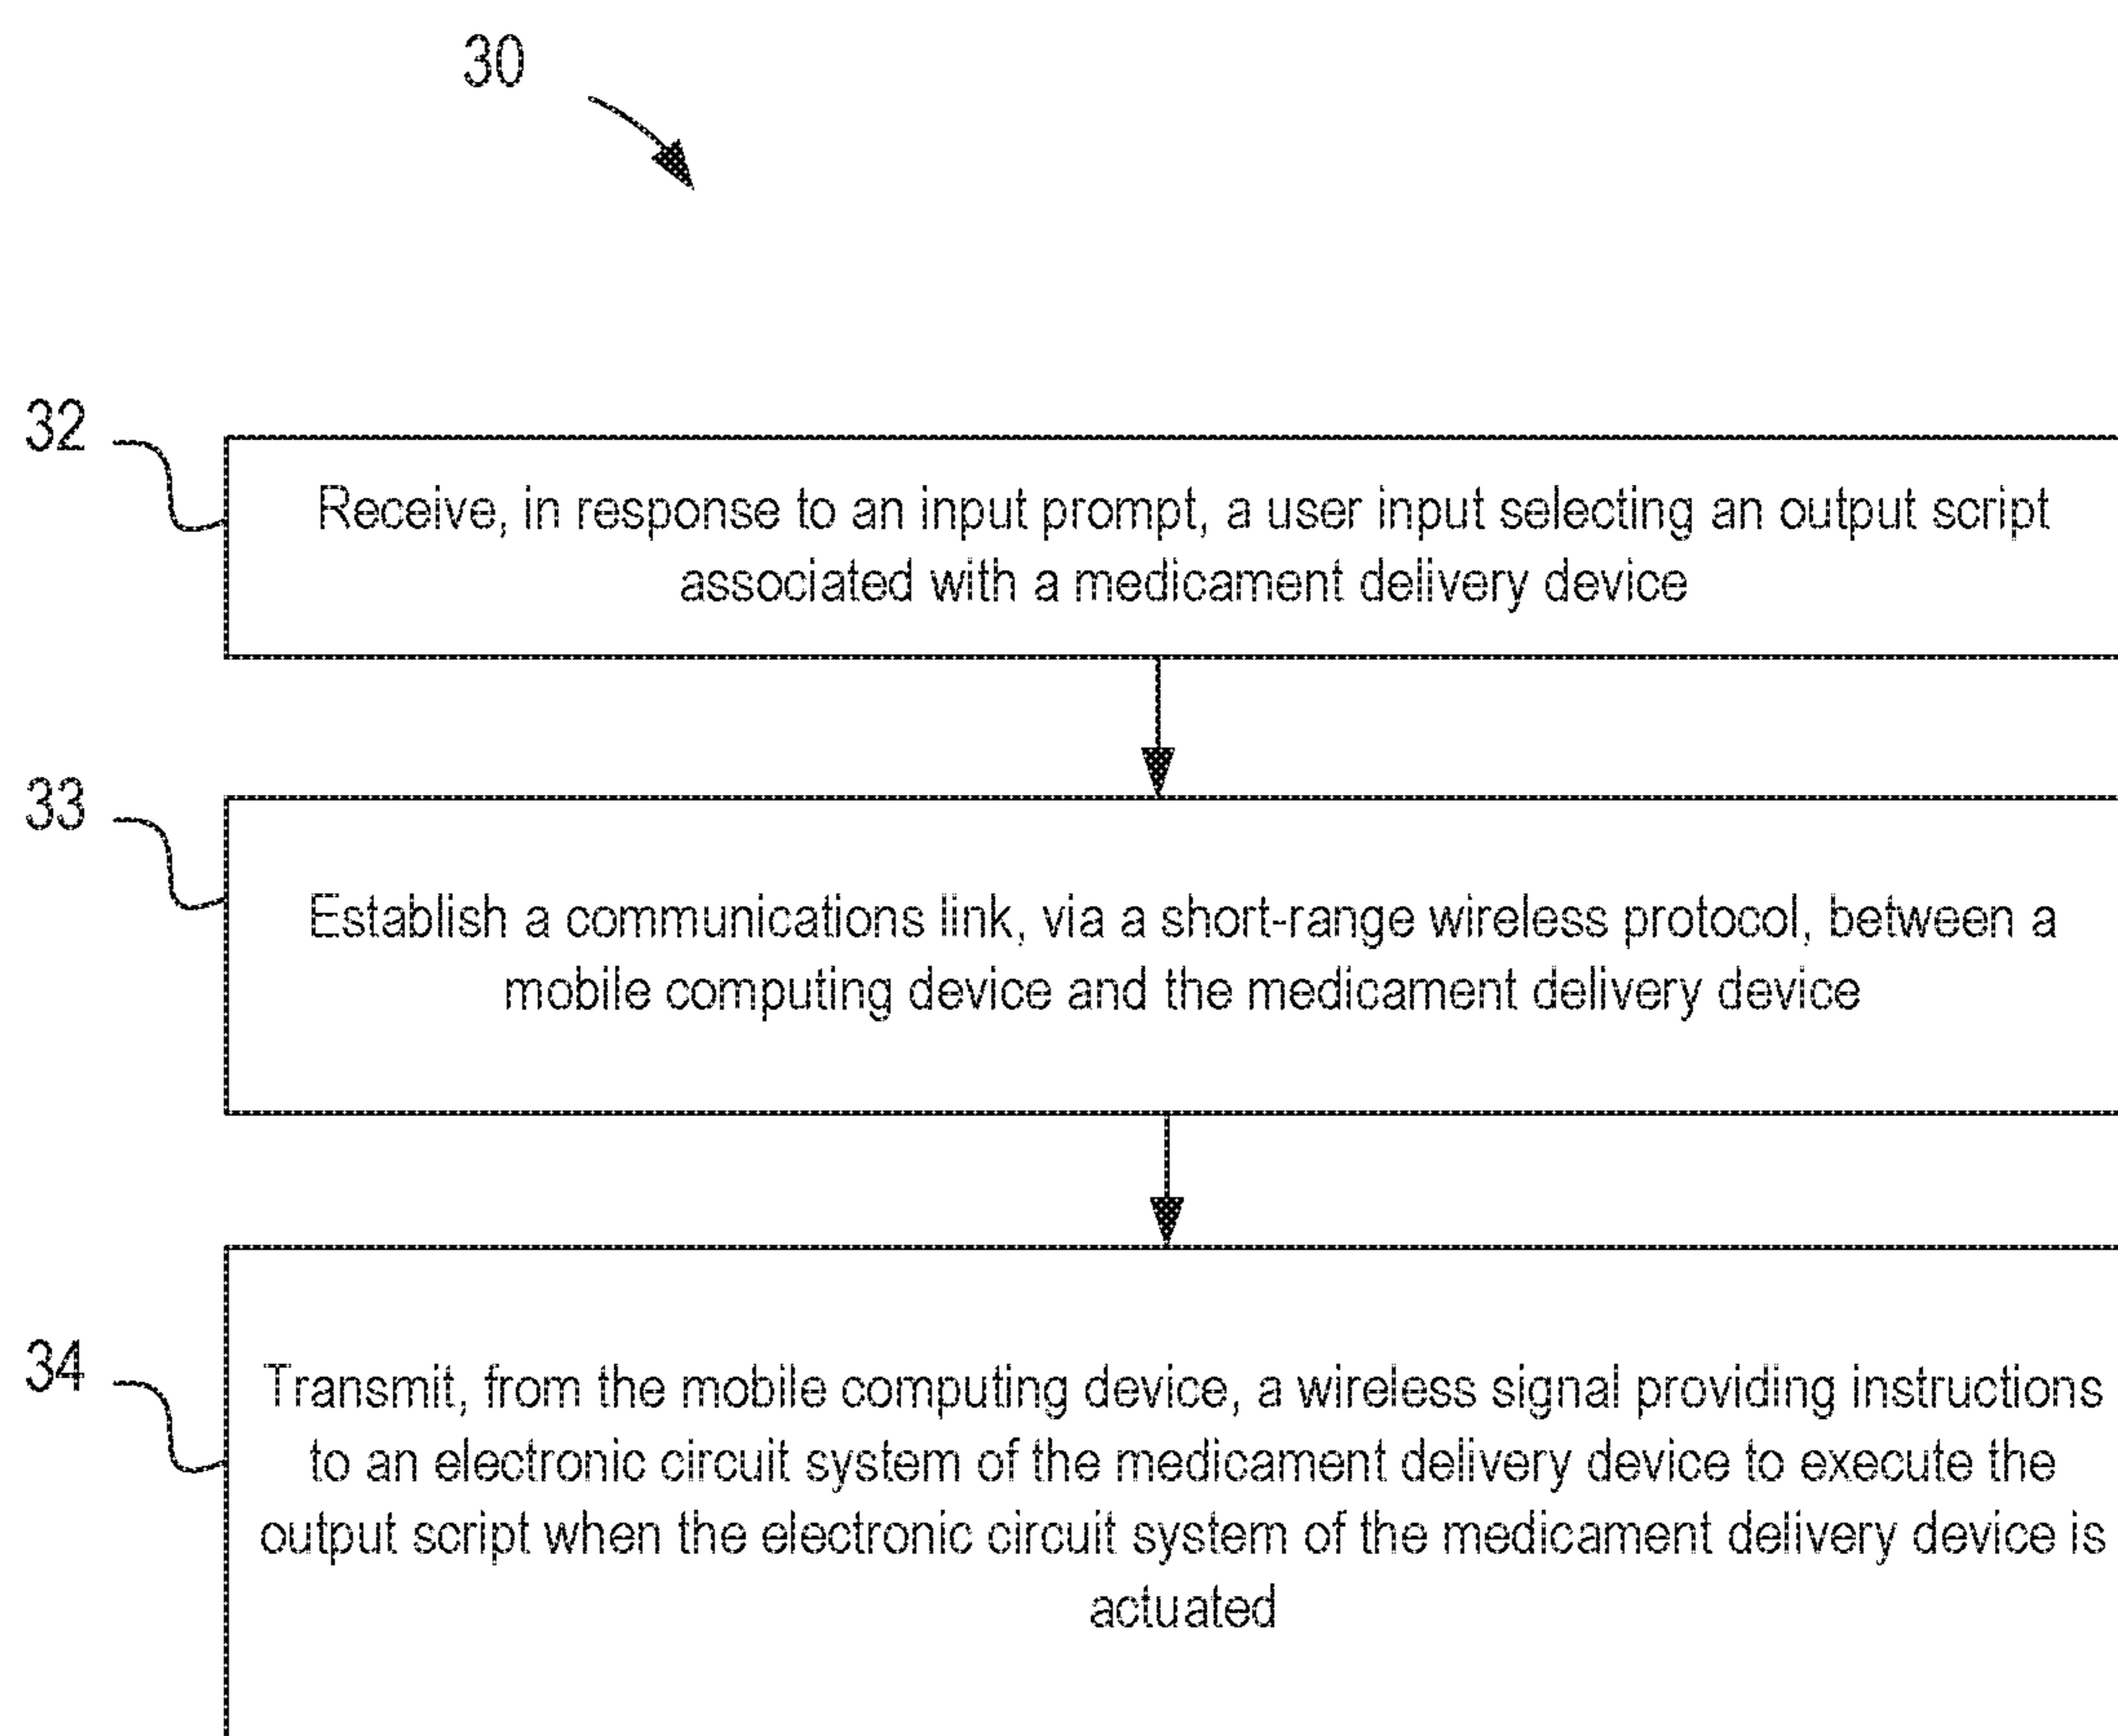 30
32
Receive, in response to an input prompt, a user input selecting an output script
associated with a medicament delivery device
33
Establish a communications link, via a short-range wireless protocol, between a
mobile computing device and the medicament delivery device
34
Transmit, from the mobile computing device, a wireless signal providing instructions
to an electronic circuit system of the medicament delivery device to execute the
output script when the electronic circuit system of the medicament delivery device is
actuated